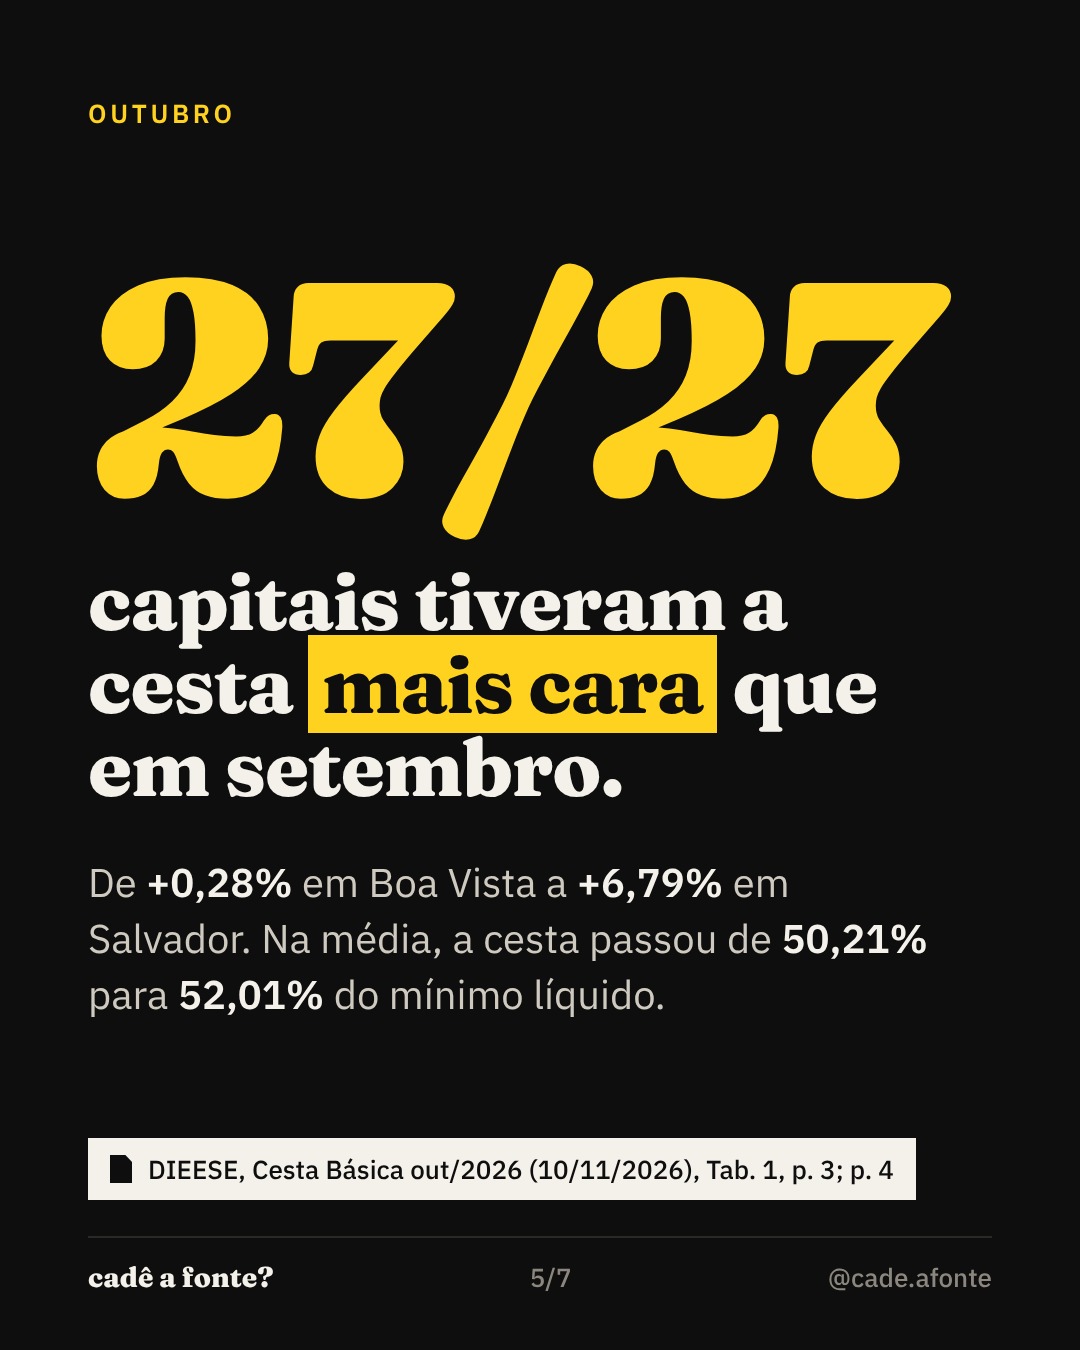 OUTUBRO
27/27
capitais tiveram a
cesta mais cara que
em setembro.
De +0,28% em Boa Vista a +6,79% em
Salvador. Na média, a cesta passou de 50,21%
para 52,01% do mínimo líquido.
DIEESE, Cesta Básica out/2026 (10/11/2026), Tab. 1, p. 3; p. 4
cadê a fonte?
5/7
@cade.afonte